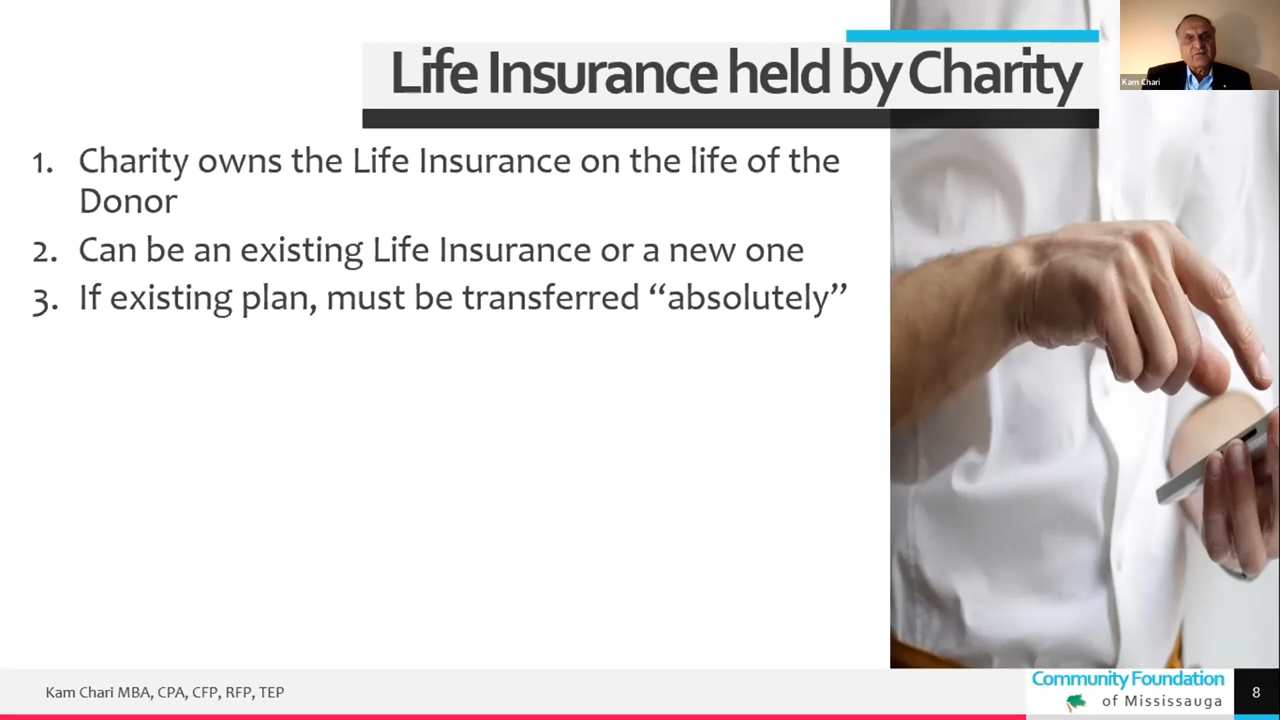 Life Insurance held by Charity
Kam Chari
1. Charity owns the Life Insurance on the life of the
Donor
2. Can be an existing Life Insurance or a new one
3. If existing plan, must be transferred “absolutely”
Kam Chari MBA, CPA, CFP, RFP, TEP
Community Foundation
of Mississauga
8